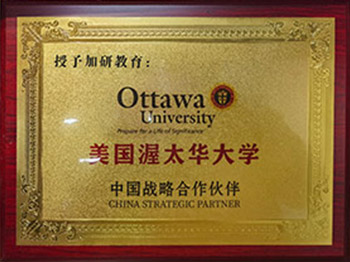 授予加研教育：
Ottawa
University
Prepare for a Life of Significance
美国渥太华大学
中国战略合作伙伴
CHINA STRATEGIC PARTNER